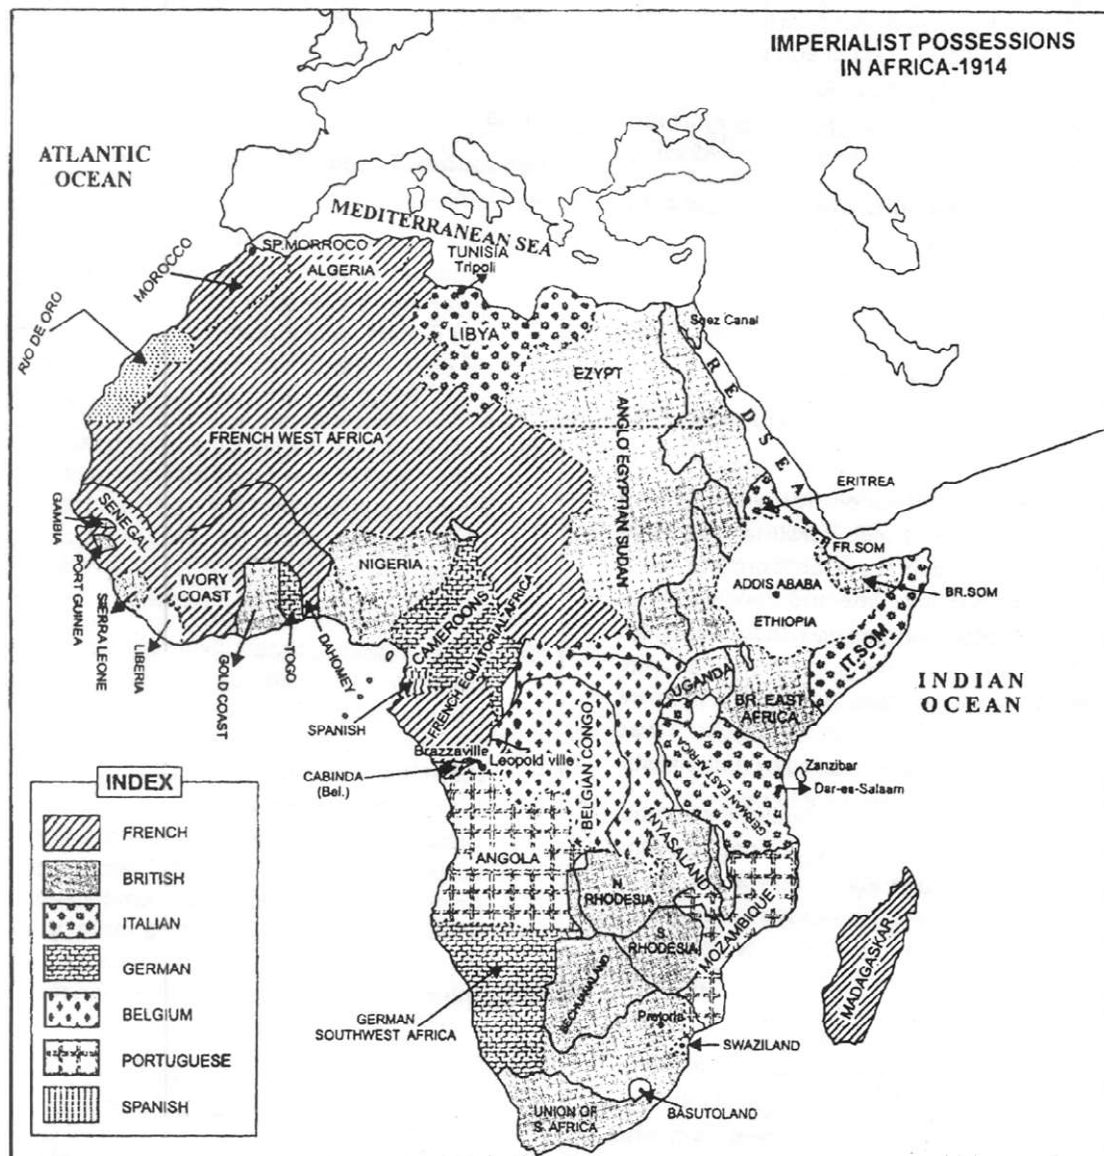 IMPERIALIST POSSESSIONS
IN AFRICA-1914
ATLANTIC
OCEAN
MEDITERRANEAN SEA
SP.MORROCO
TUNISIA
Tripoli
ALGERIA
MOROCCO
RIO DE ORO
LIBYA
Suez Canal
EZYPT
RED SEA
FRENCH WEST AFRICA
ANGLO EGYPTIAN SUDAN
ERITREA
GAMBIA
SENEGAL
PORT GUINEA
SIERRA LEONE
LIBERIA
IVORY
COAST
GOLD COAST
TOGO
DAHOMEY
NIGERIA
CAMEROONS
FRENCH EQUATORIAL AFRICA
SPANISH
FR.SOM
BR.SOM
ADDIS ABABA
ETHIOPIA
IT.SOM
UGANDA
BR. EAST
AFRICA
INDIAN
OCEAN
Brazzaville
Leopold ville
CABINDA
(Bel.)
BELGIAN CONGO
GERMAN EAST AFRICA
Zanzibar
Dar-es-Salaam
ANGOLA
NYASALAND
N.
RHODESIA
S.
RHODESIA
MOZAMBIQUE
MADAGASKAR
BECHUANALAND
GERMAN
SOUTHWEST AFRICA
Pretoria
SWAZILAND
BASUTOLAND
UNION OF
S. AFRICA
INDEX
FRENCH
BRITISH
ITALIAN
GERMAN
BELGIUM
PORTUGUESE
SPANISH